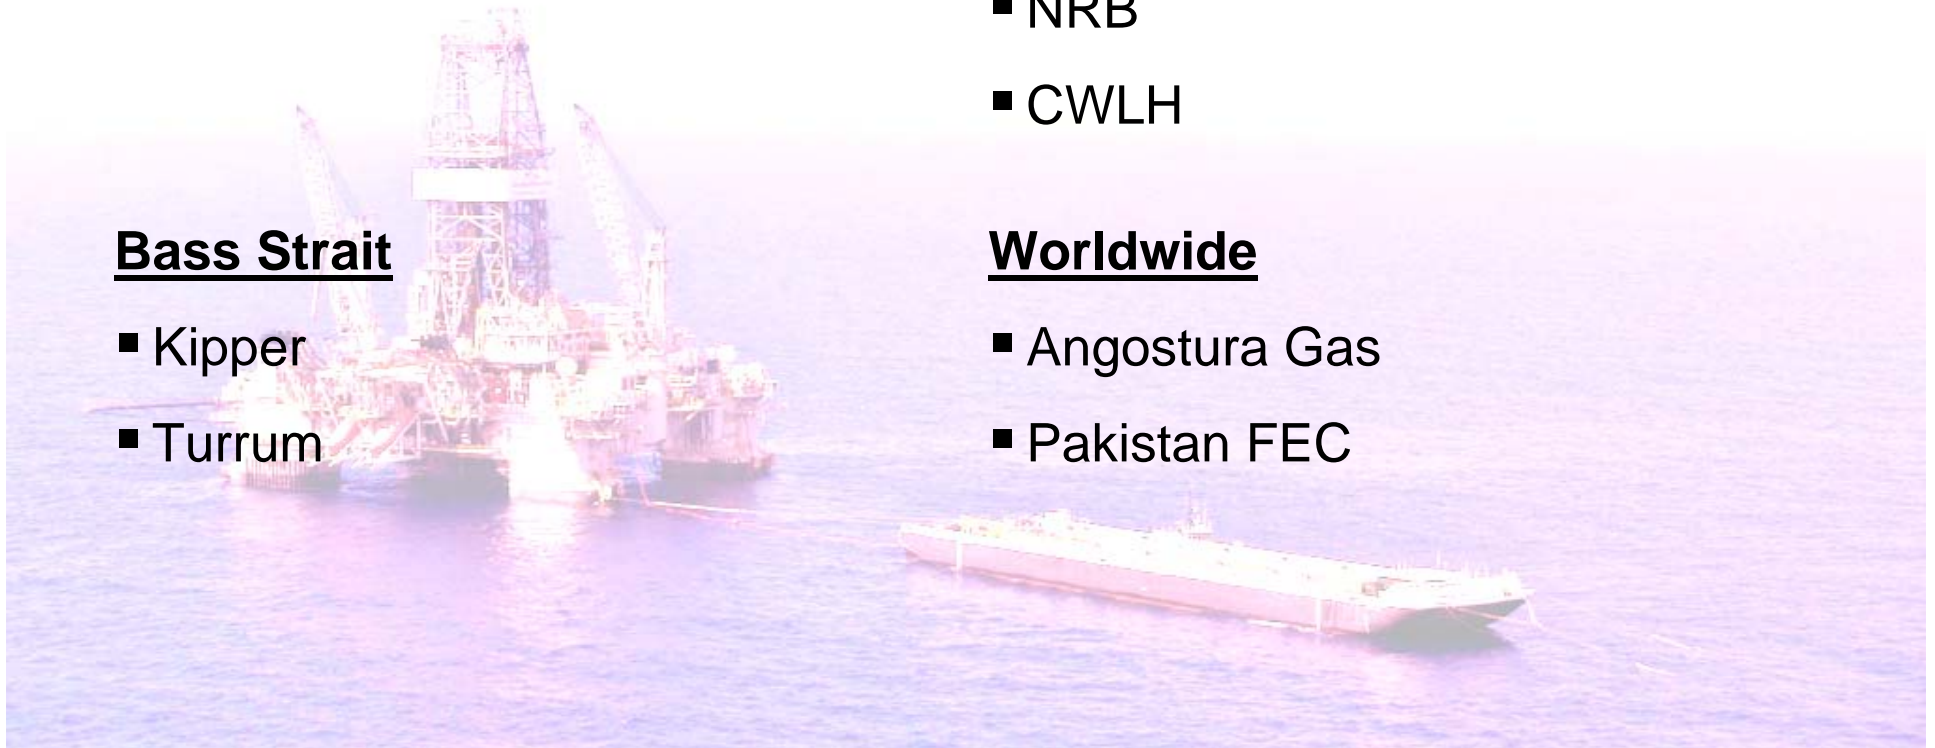 ▪ NRB
▪ CWLH
Bass Strait
▪ Kipper
▪ Turrum
Worldwide
▪ Angostura Gas
▪ Pakistan FEC